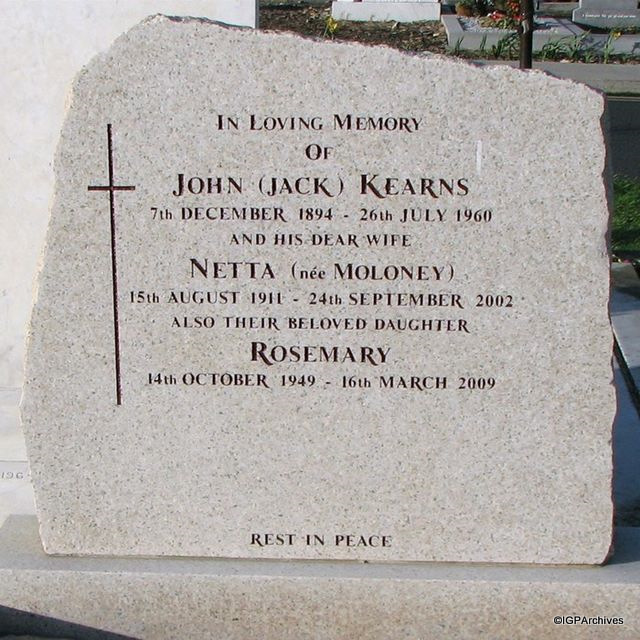 In Loving Memory
Of
John (Jack) Kearns
7th December 1894 - 26th July 1960
and his dear wife
Netta (née Moloney)
15th August 1911 - 24th September 2002
also their beloved daughter
Rosemary
14th October 1949 - 16th March 2009
Rest in Peace
©IGPArchives